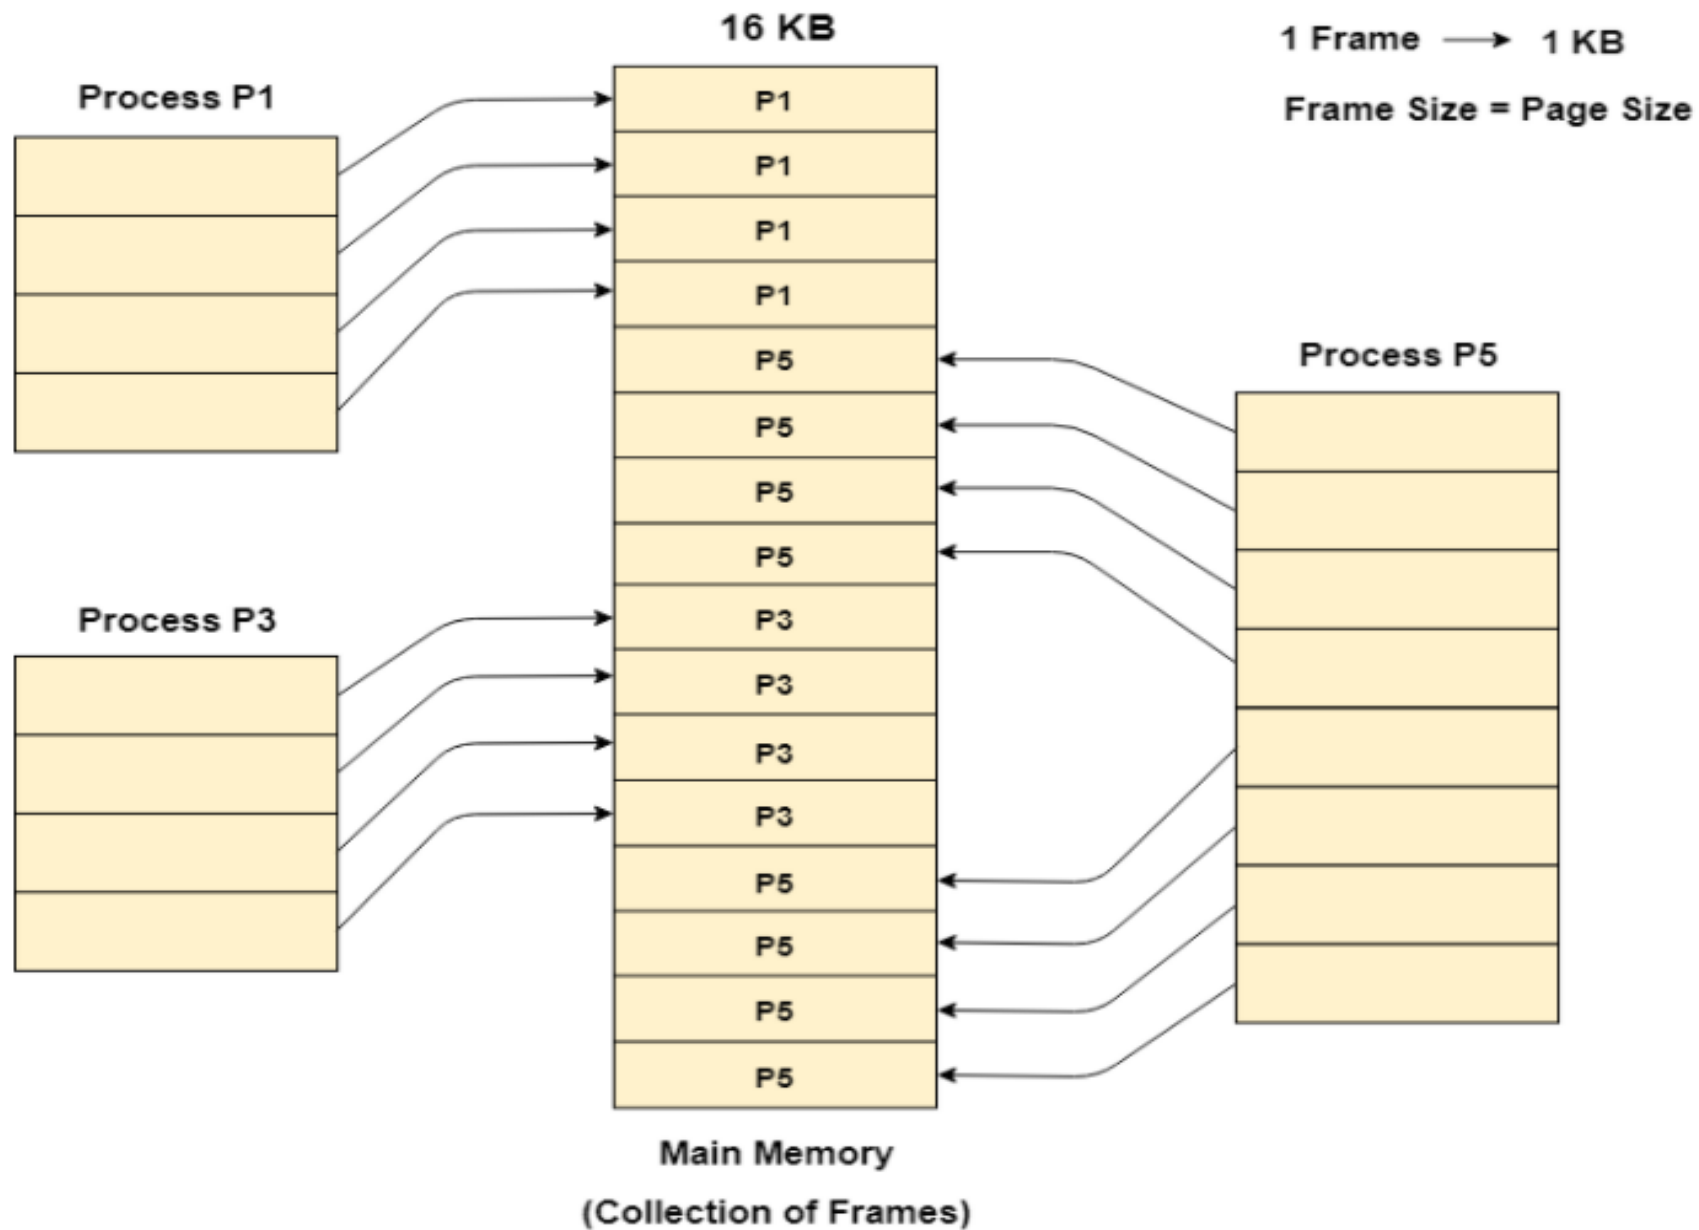 16 KB
1 Frame → 1 KB
Frame Size = Page Size
Process P1
P1
P1
P1
P1
Process P5
P5
P5
P5
P5
Process P3
P3
P3
P3
P3
P5
P5
P5
P5
Main Memory
(Collection of Frames)